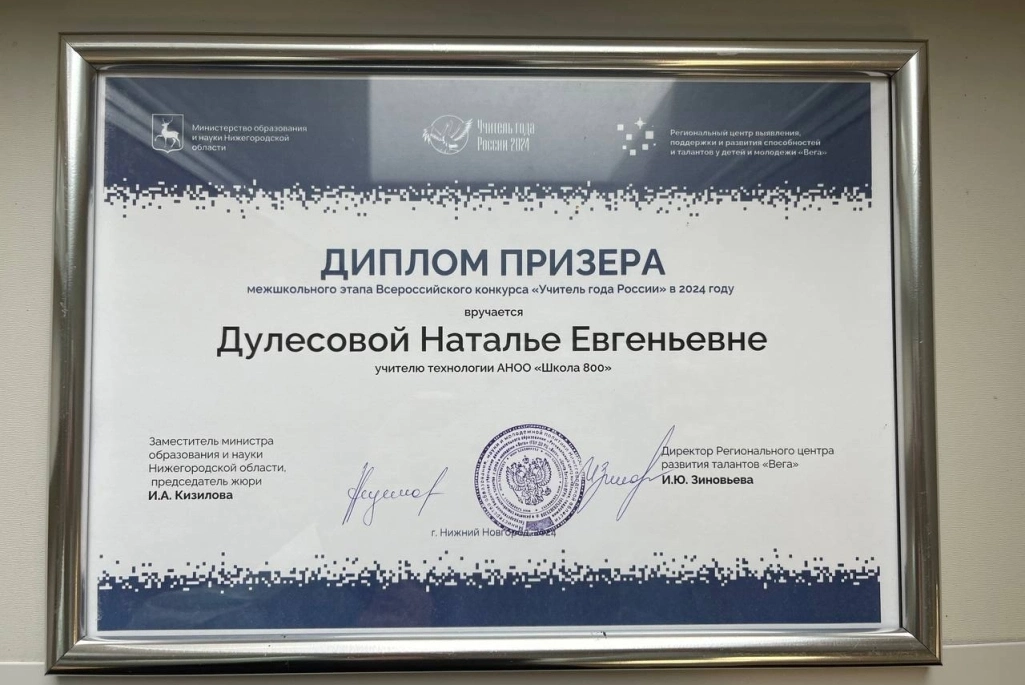 Министерство образования
и науки Нижегородской
области
Учитель года
России 2024
Региональный центр выявления,
поддержки и развития способностей
и талантов у детей и молодежи «Вега»
ДИПЛОМ ПРИЗЕРА
межшкольного этапа Всероссийского конкурса «Учитель года России» в 2024 году
вручается
Дулесовой Наталье Евгеньевне
учителю технологии АНОО «Школа 800»
Заместитель министра
образования и науки
Нижегородской области,
председатель жюри
И.А. Кизилова
Директор Регионального центра
развития талантов «Вега»
И.Ю. Зиновьева
г. Нижний Новгород, 2024